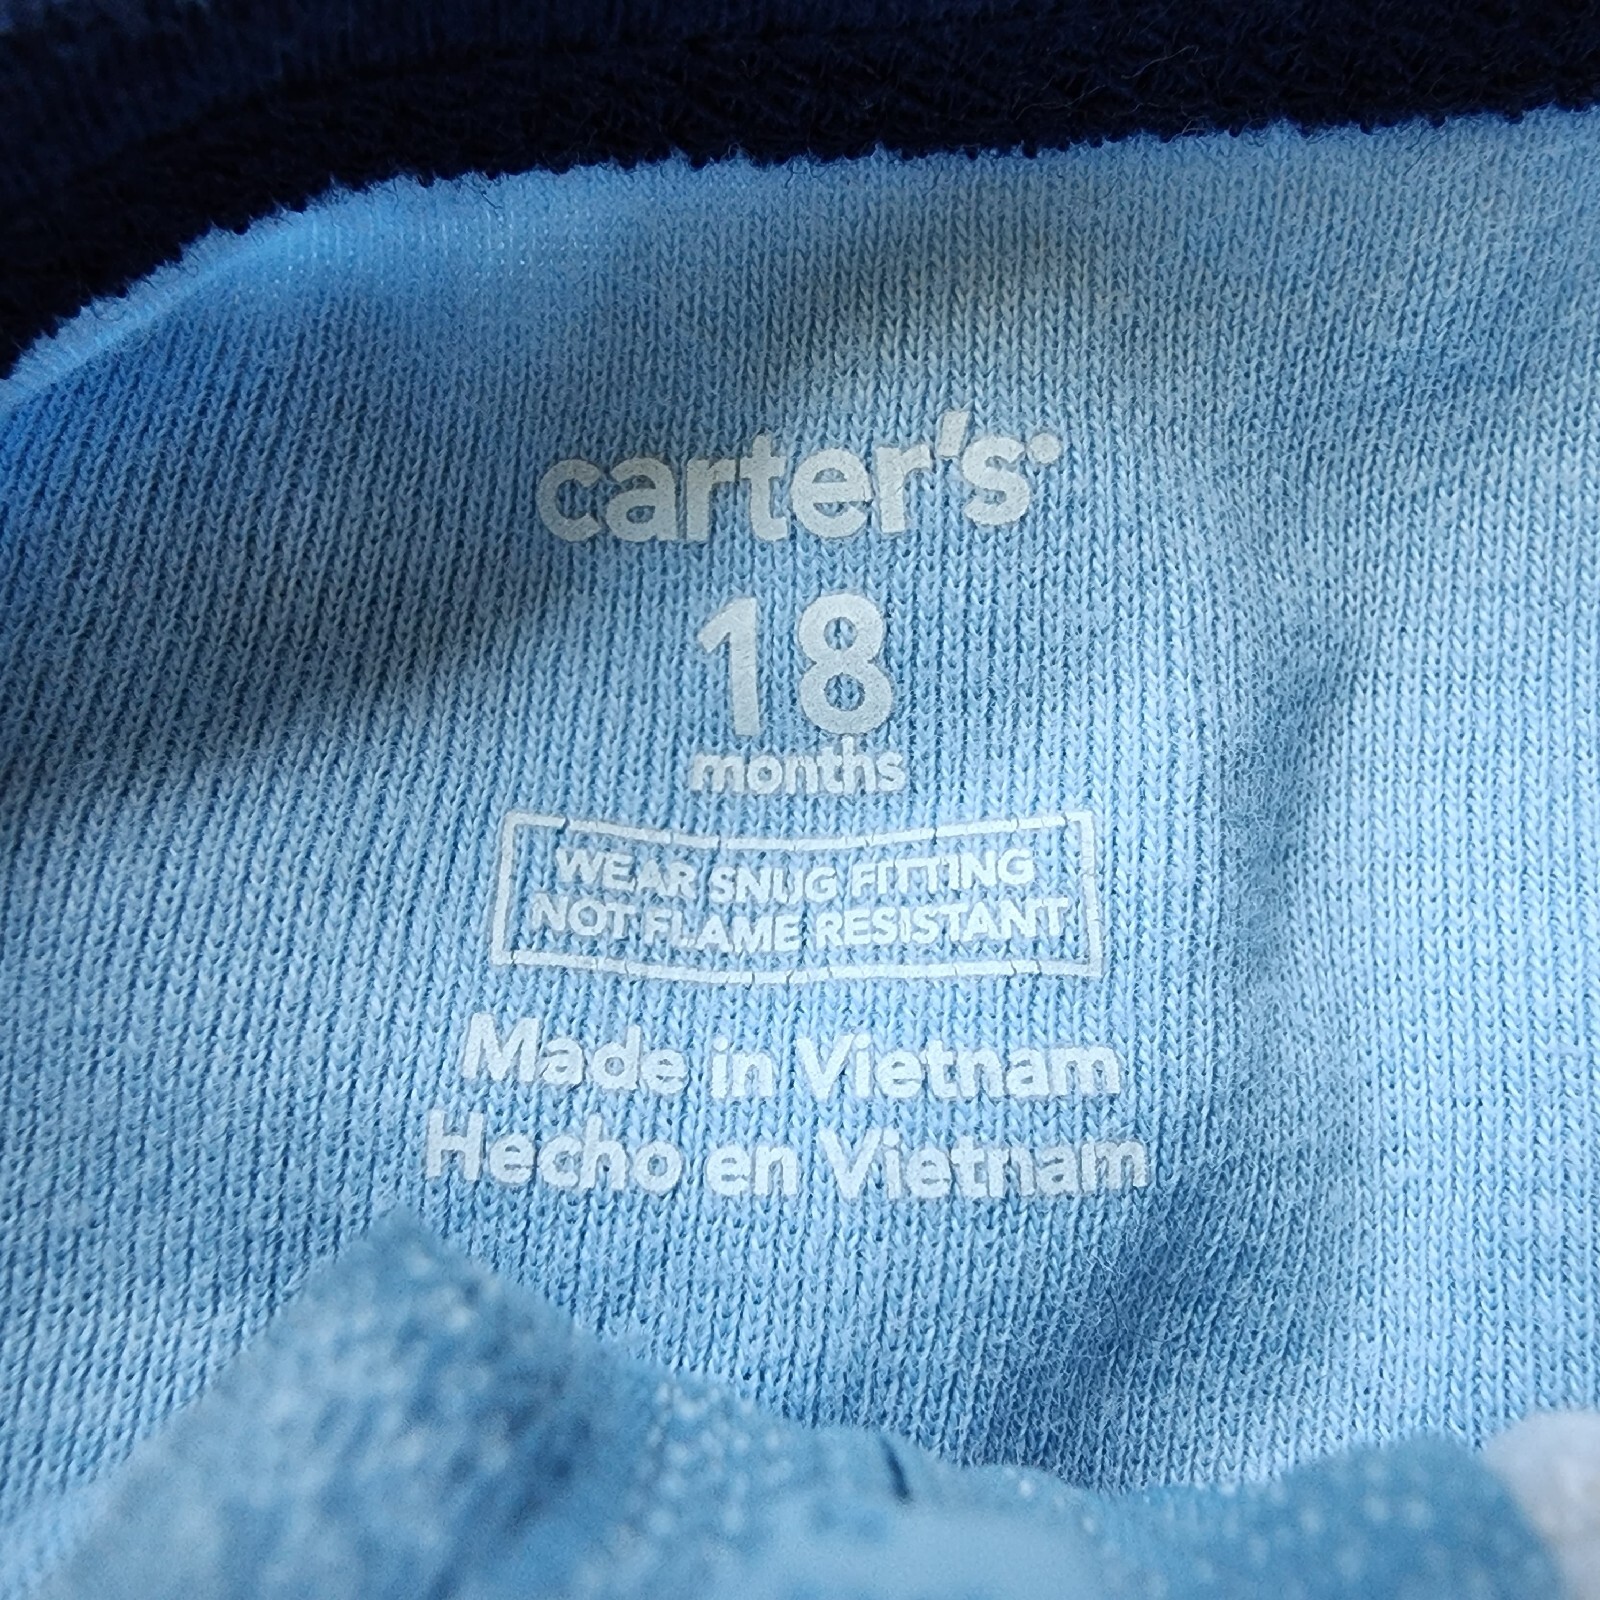 carter's
18
months
WEAR SNUG FITTING
NOT FLAME RESISTANT
Made in Vietnam
Hecho en Vietnam